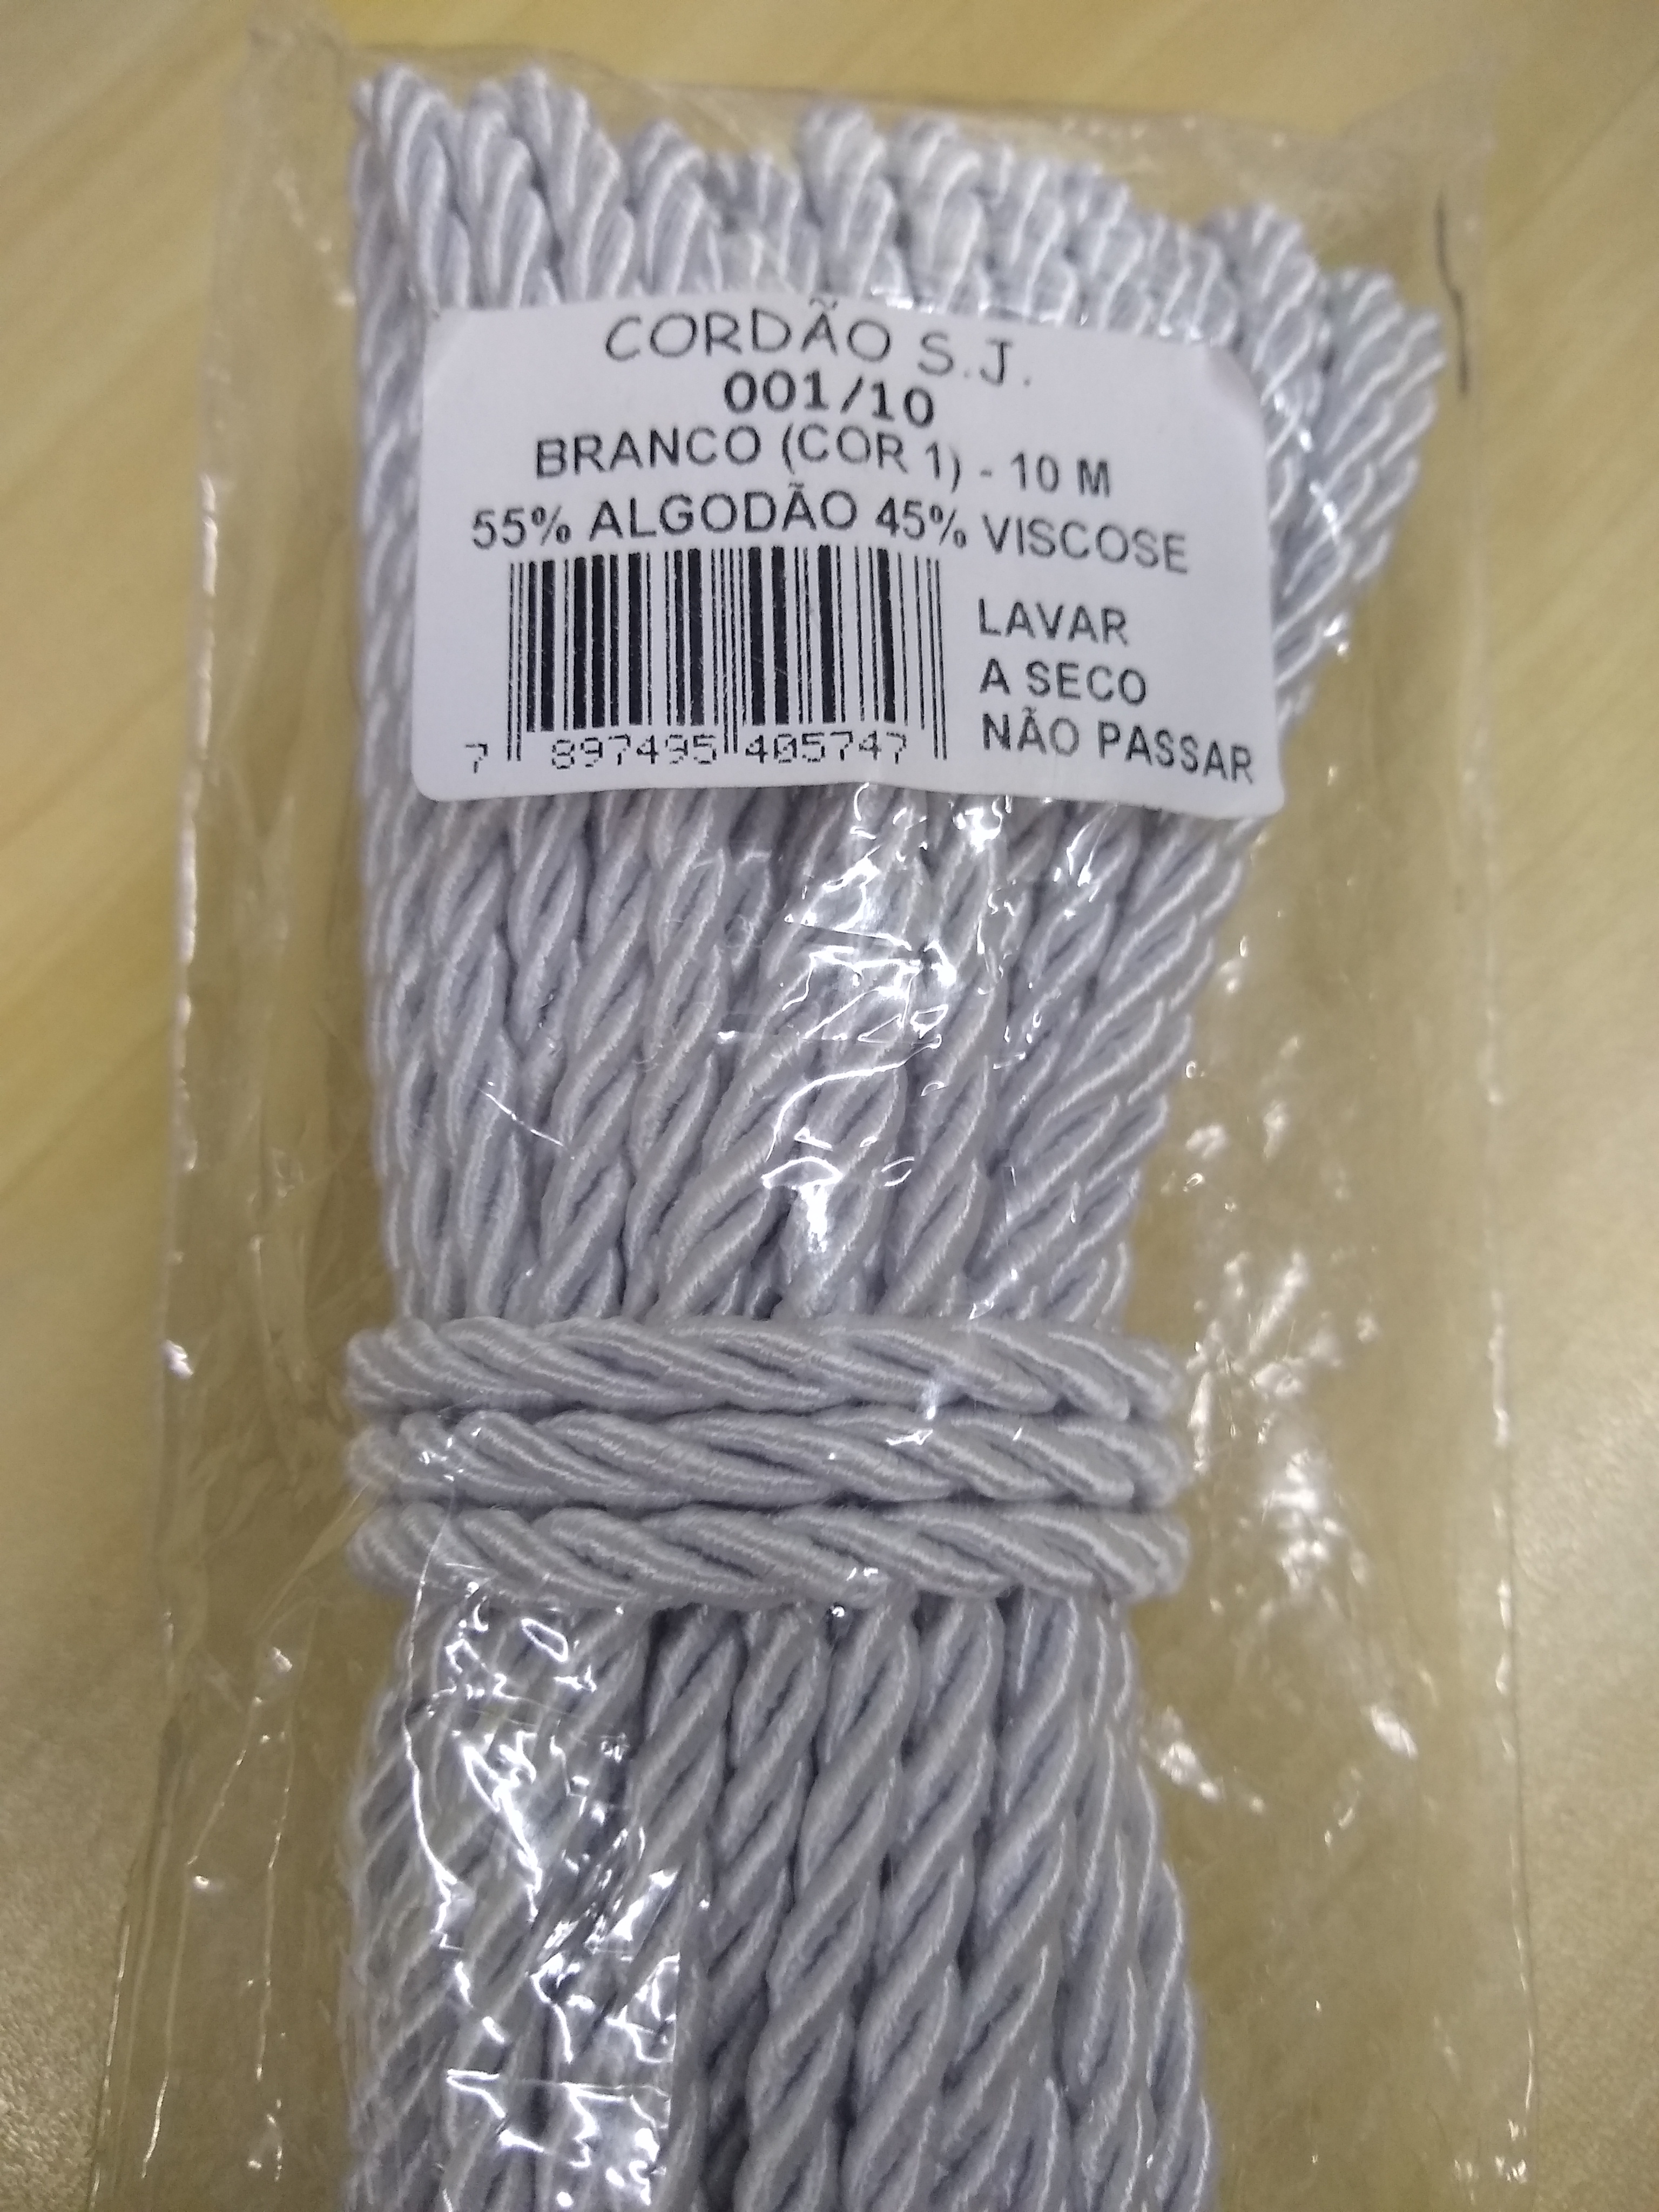 CORDÃO S.J.
001/10
BRANCO (COR 1) - 10 M
55% ALGODÃO 45% VISCOSE
LAVAR
A SECO
NÃO PASSAR
7 897495 405747